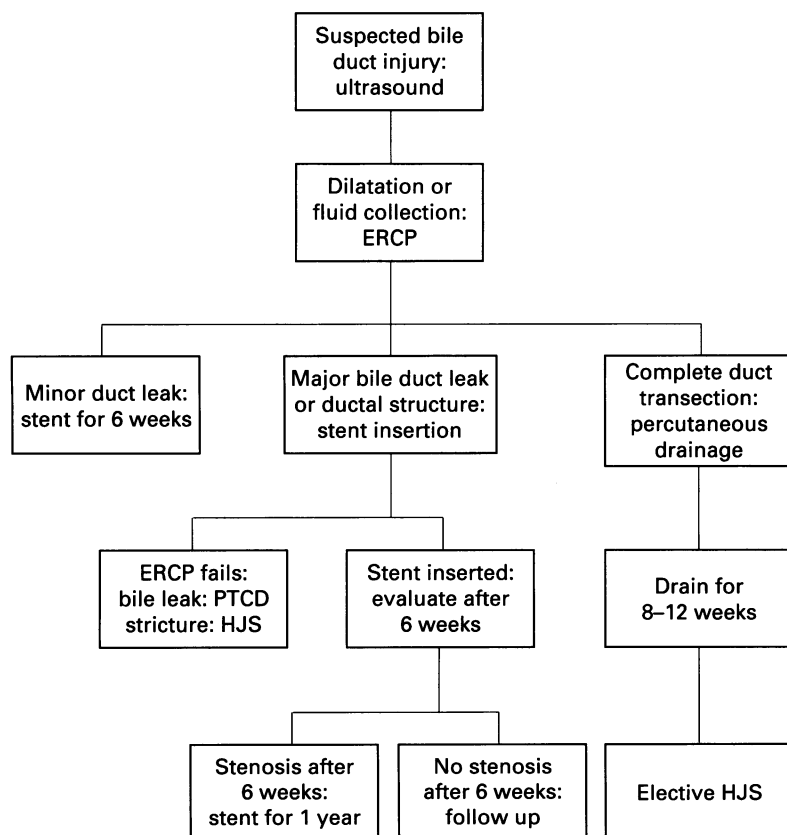 Suspected bile
duct injury:
ultrasound
Dilatation or
fluid collection:
ERCP
Minor duct leak:
stent for 6 weeks
Major bile duct leak
or ductal structure:
stent insertion
Complete duct
transection:
percutaneous
drainage
ERCP fails:
bile leak: PTCD
stricture: HJS
Stent inserted:
evaluate after
6 weeks
Drain for
8–12 weeks
Stenosis after
6 weeks:
stent for 1 year
No stenosis
after 6 weeks:
follow up
Elective HJS